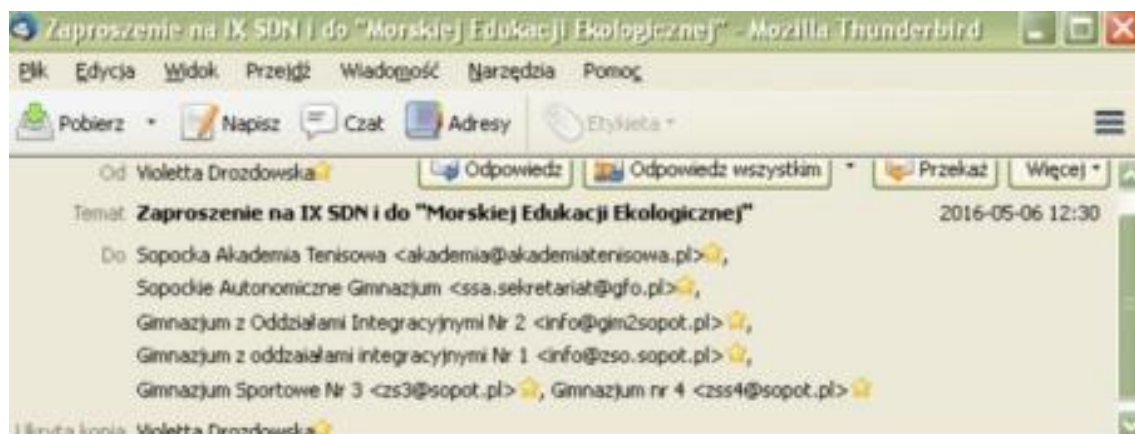 Zaproszenie na IX SDN i do "Morskiej Edukacji Ekologicznej" - Mozilla Thunderbird
Plik Edycja Widok Przejdź Wiadomość Narzędzia Pomoc
Pobierz Napisz Czat Adresy Etykieta
Od Violetta Drozdowska Odpowiedz Odpowiedz wszystkim Przekaż Więcej
Temat Zaproszenie na IX SDN i do "Morskiej Edukacji Ekologicznej" 2016-05-06 12:30
Do Sopocka Akademia Tenisowa <akademia@akademiatenisowa.pl>,
Sopockie Autonomiczne Gimnazjum <ssa.sekretariat@gfo.pl>,
Gimnazjum z Oddziałami Integracyjnymi Nr 2 <info@gim2sopot.pl>,
Gimnazjum z oddzaiałami integracyjnymi Nr 1 <info@zso.sopot.pl>,
Gimnazjum Sportowe Nr 3 <zs3@sopot.pl>, Gimnazjum nr 4 <zss4@sopot.pl>
Ukryta kopia Violetta Drozdowska